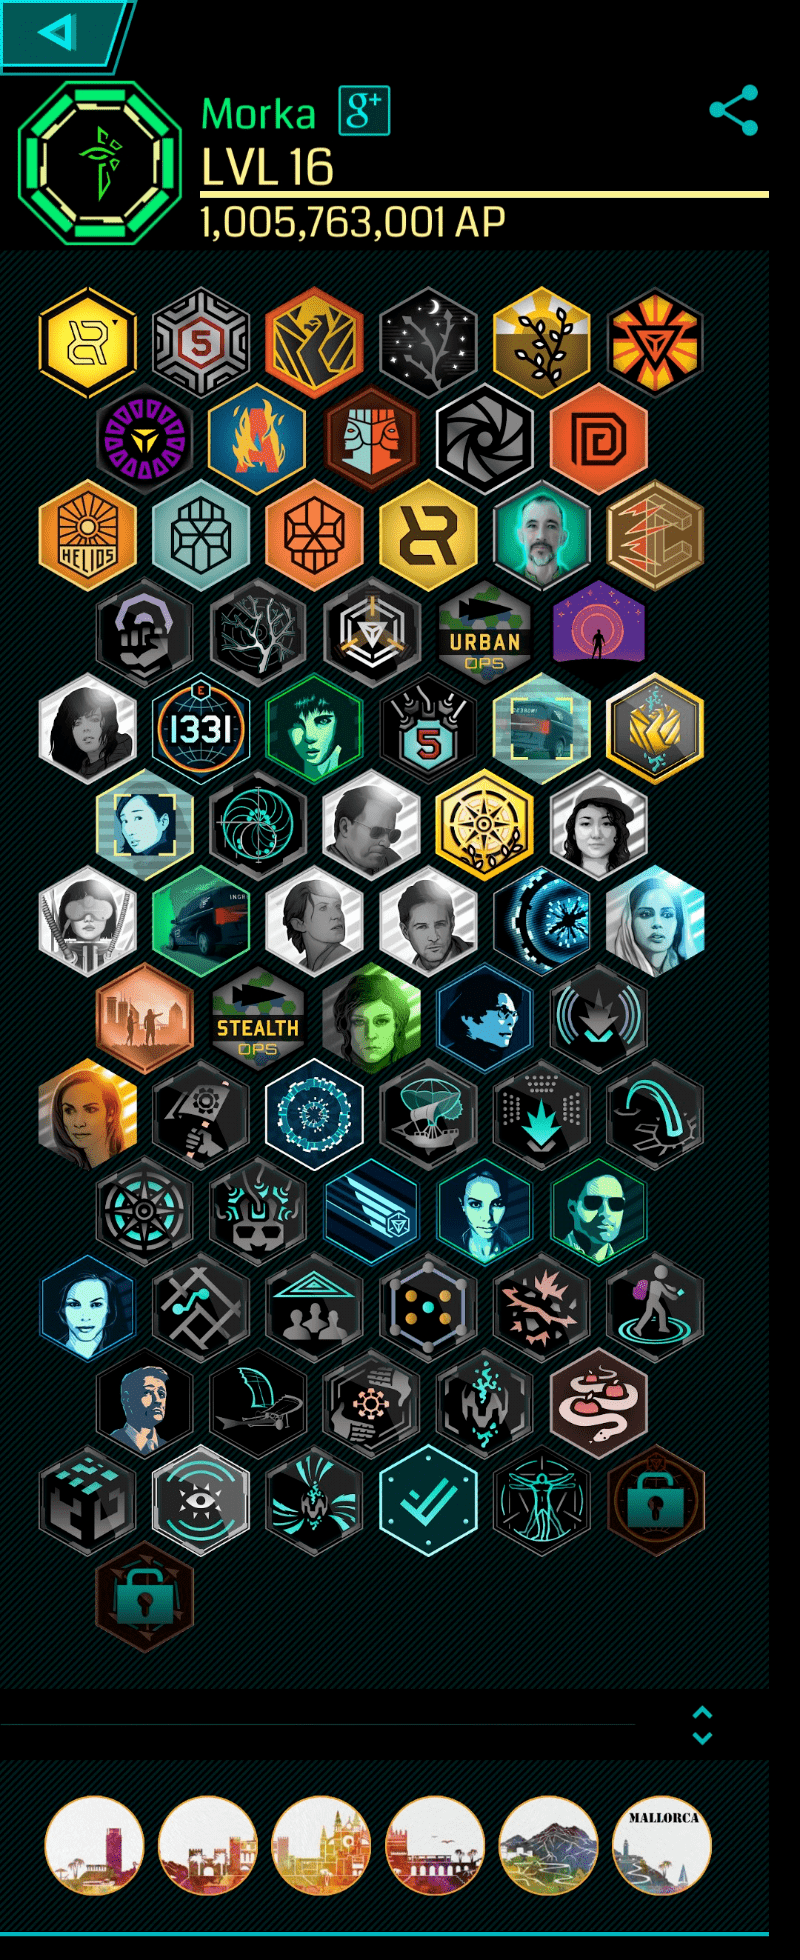 Morka g+
LVL 16
1,005,763,001 AP
5
A
D
HELIOS
URBAN
OPS
E
1331
5
STEALTH
OPS
MALLORCA